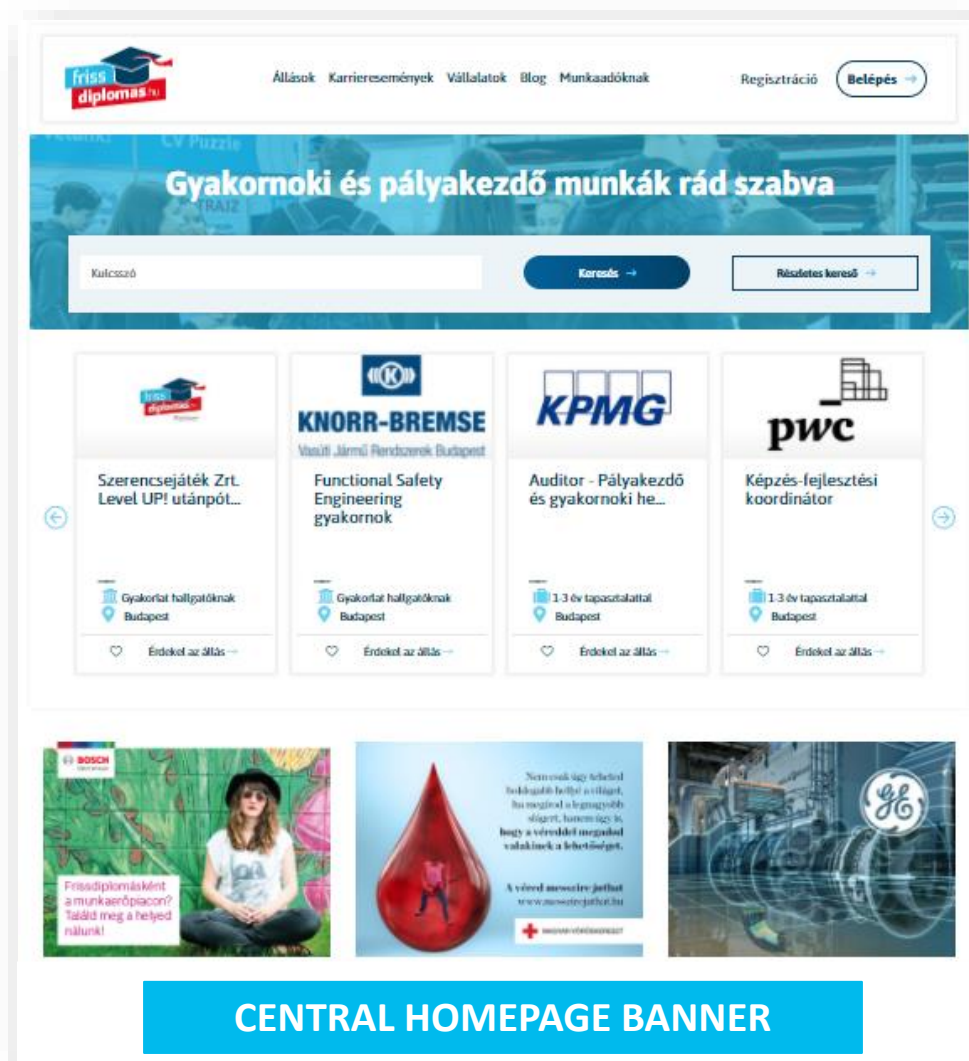 friss
diplomas.hu
Állások Karrieresemények Vállalatok Blog Munkaadóknak
Regisztráció
Belépés →
CV Puzzle
Gyakornoki és pályakezdő munkák rád szabva
Kulcsszó
Keresés →
Részletes kereső →
friss
diplomas
KNORR-BREMSE
Vasúti Jármű Rendszerek Budapest
KPMG
pwc
Szerencsejáték Zrt.
Level UP! utánpót...
Functional Safety
Engineering
gyakornok
Auditor - Pályakezdő
és gyakornoki he...
Képzés-fejlesztési
koordinátor
Gyakorlat hallgatóknak
Budapest
Gyakorlat hallgatóknak
Budapest
1-3 év tapasztalattal
Budapest
1-3 év tapasztalattal
Budapest
Érdekel az állás →
Érdekel az állás →
Érdekel az állás →
Érdekel az állás →
BOSCH
Frissdiplomásként
a munkaerőpiacon?
Találd meg a helyed
nálunk!
Nem csak úgy teheted
boldogabb hellyé a világot,
ha megírod a legnagyobb
slágert, hanem úgy is,
hogy a véreddel megadod
valakinek a lehetőséget.
A véred messzire juthat
www.messzirejuthat.hu
MAGYAR VÖRÖSKERESZT
GE
CENTRAL HOMEPAGE BANNER